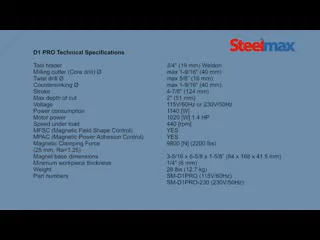 Steelmax
D1 PRO Technical Specifications
Tool holder 3/4" (19 mm) Weldon
Milling cutter (Core drill) Ø max 1-9/16" (40 mm)
Twist drill Ø max 5/8" (16 mm)
Countersinking Ø max 1-9/16" (40 mm)
Stroke 4-7/8" (124 mm)
Max depth of cut 2" (51 mm)
Voltage 115V/60Hz or 230V/50Hz
Power consumption 1140 [W]
Motor power 1020 [W] 1.4 HP
Speed under load 440 [rpm]
MFSC (Magnetic Field Shape Control) YES
MPAC (Magnetic Power Adhesion Control) YES
Magnetic Clamping Force 9800 [N] (2200 lbs)
(25 mm, Ra=1.25)
Magnet base dimensions 3-5/16 x 6-5/8 x 1-5/8" (84 x 168 x 41.5 mm)
Minimum workpiece thickness 1/4" (6 mm)
Weight 28 lbs (12.7 kg)
Part numbers SM-D1PRO (115V/60Hz)
SM-D1PRO-230 (230V/50Hz)